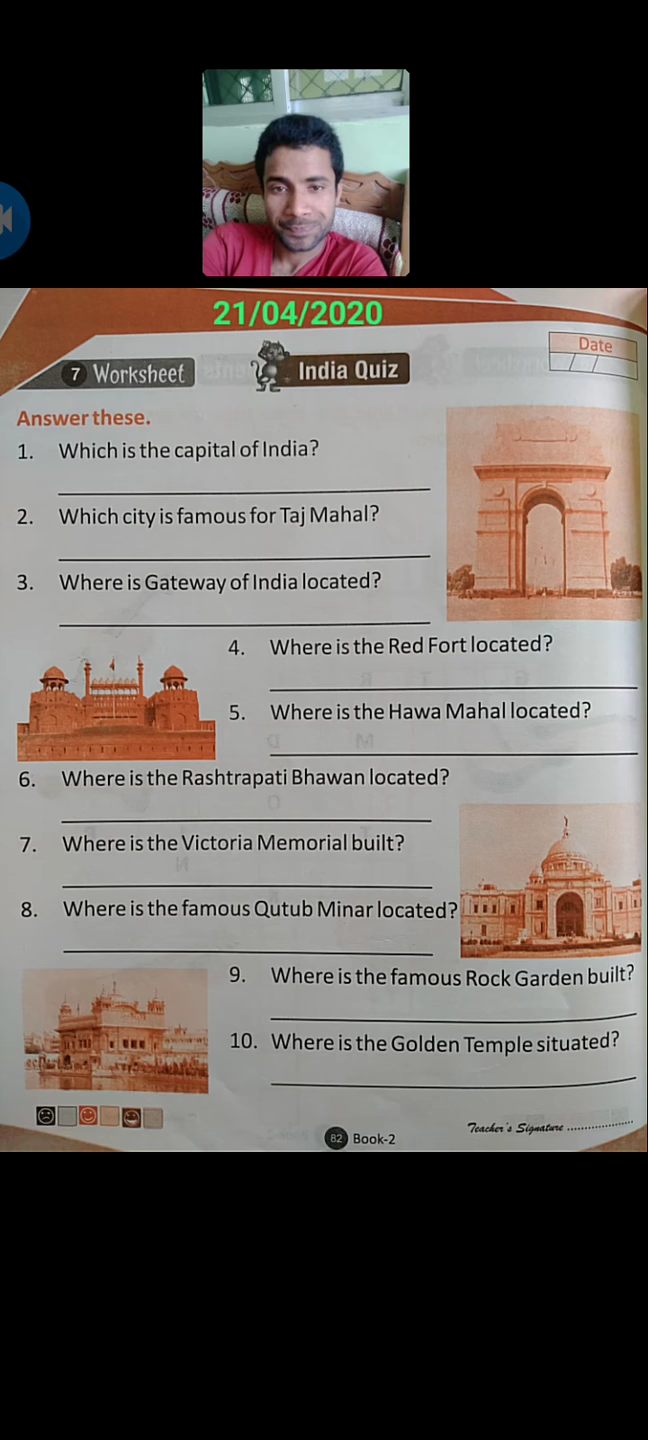 21/04/2020
Date
7 Worksheet
India Quiz
Answer these.
1. Which is the capital of India?
2. Which city is famous for Taj Mahal?
3. Where is Gateway of India located?
4. Where is the Red Fort located?
5. Where is the Hawa Mahal located?
6. Where is the Rashtrapati Bhawan located?
7. Where is the Victoria Memorial built?
8. Where is the famous Qutub Minar located?
9. Where is the famous Rock Garden built?
10. Where is the Golden Temple situated?
82 Book-2
Teacher's Signature ....................